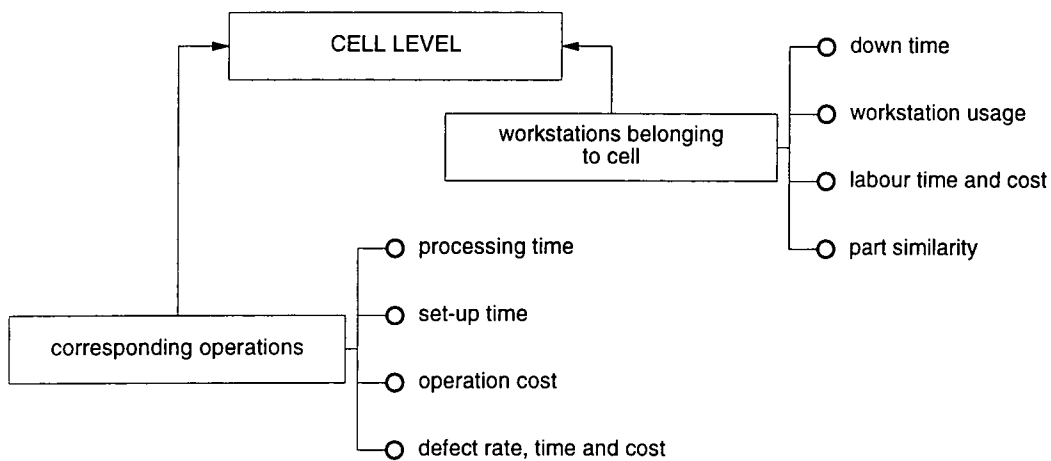 CELL LEVEL
down time
workstation usage
workstations belonging
to cell
labour time and cost
part similarity
processing time
set-up time
corresponding operations
operation cost
defect rate, time and cost